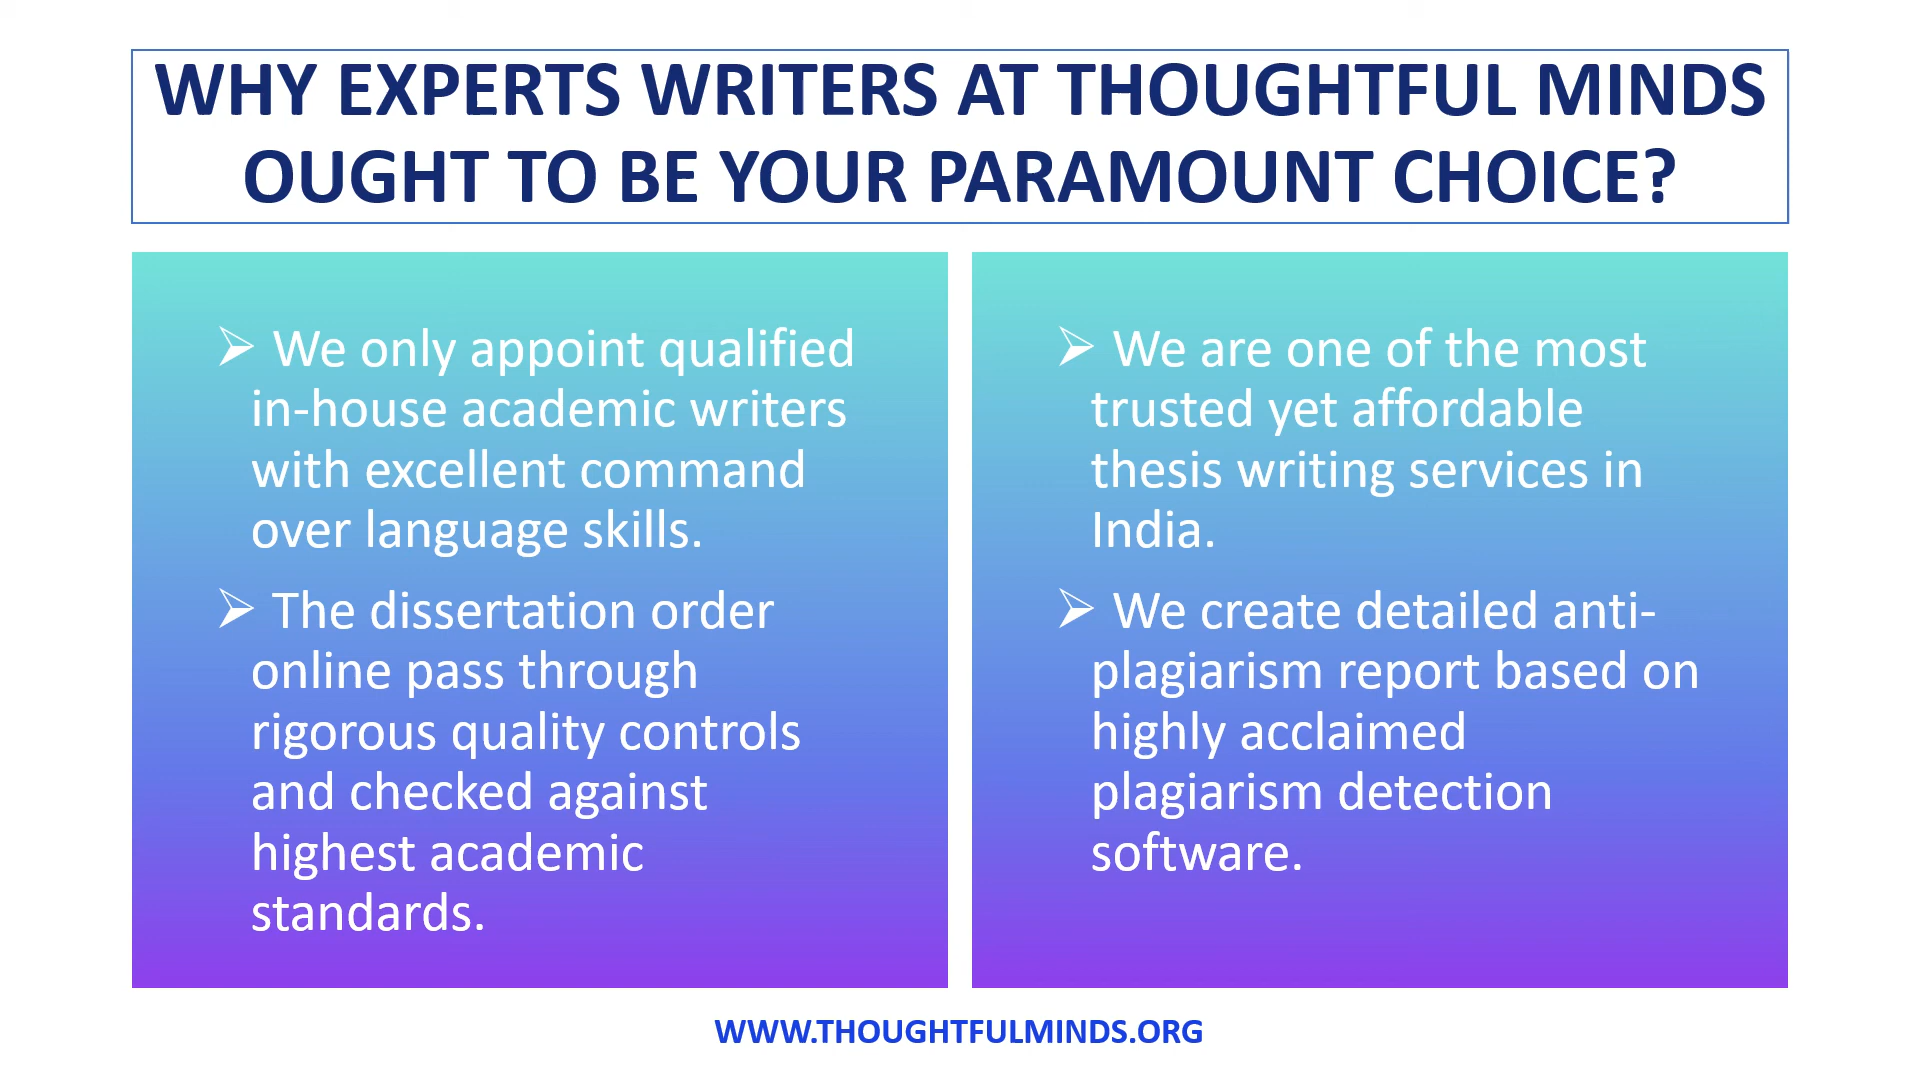 WHY EXPERTS WRITERS AT THOUGHTFUL MINDS
OUGHT TO BE YOUR PARAMOUNT CHOICE?
➢ We only appoint qualified
in-house academic writers
with excellent command
over language skills.
➢ The dissertation order
online pass through
rigorous quality controls
and checked against
highest academic
standards.
➢ We are one of the most
trusted yet affordable
thesis writing services in
India.
➢ We create detailed anti-
plagiarism report based on
highly acclaimed
plagiarism detection
software.
WWW.THOUGHTFULMINDS.ORG